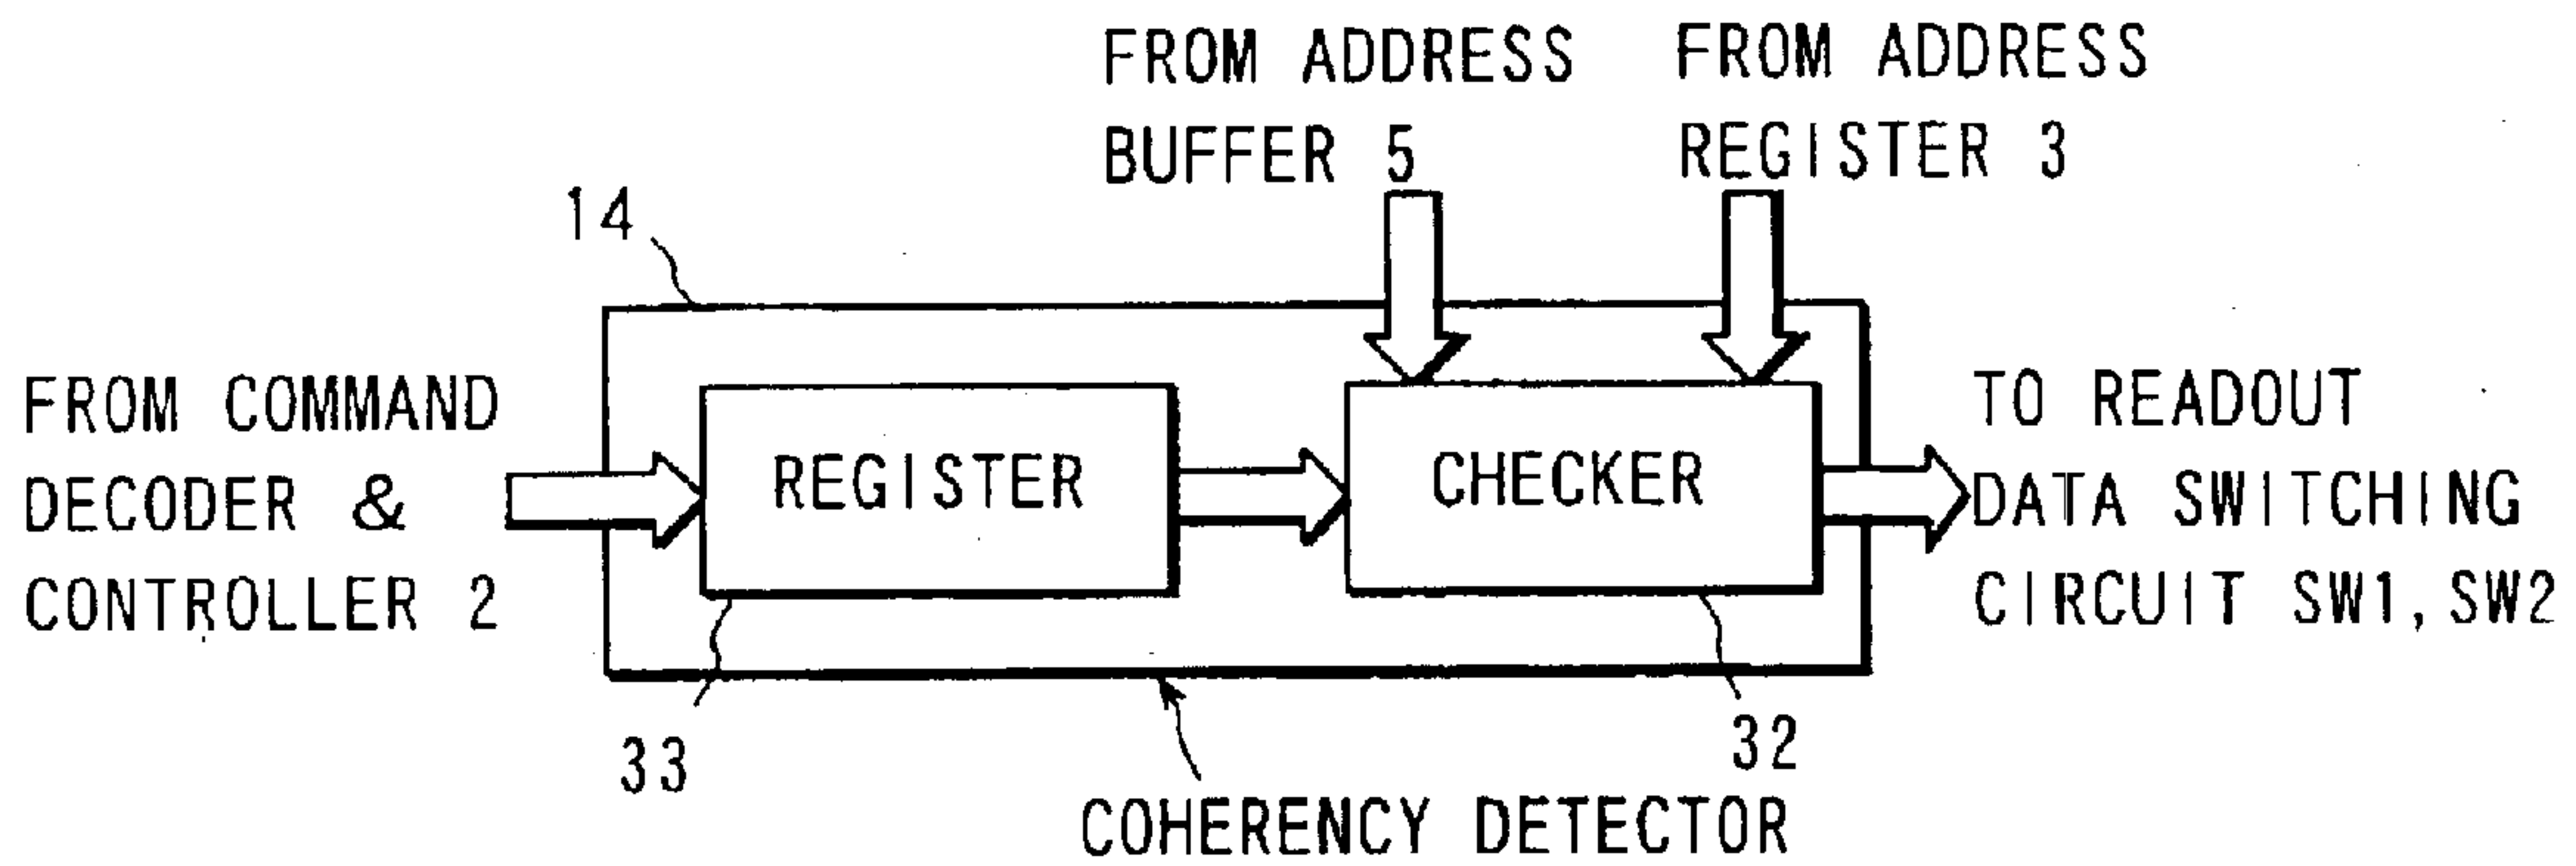 FROM ADDRESS
BUFFER 5
FROM ADDRESS
REGISTER 3
14
FROM COMMAND
DECODER &
CONTROLLER 2
REGISTER
CHECKER
TO READOUT
DATA SWITCHING
CIRCUIT SW1, SW2
33
32
COHERENCY DETECTOR